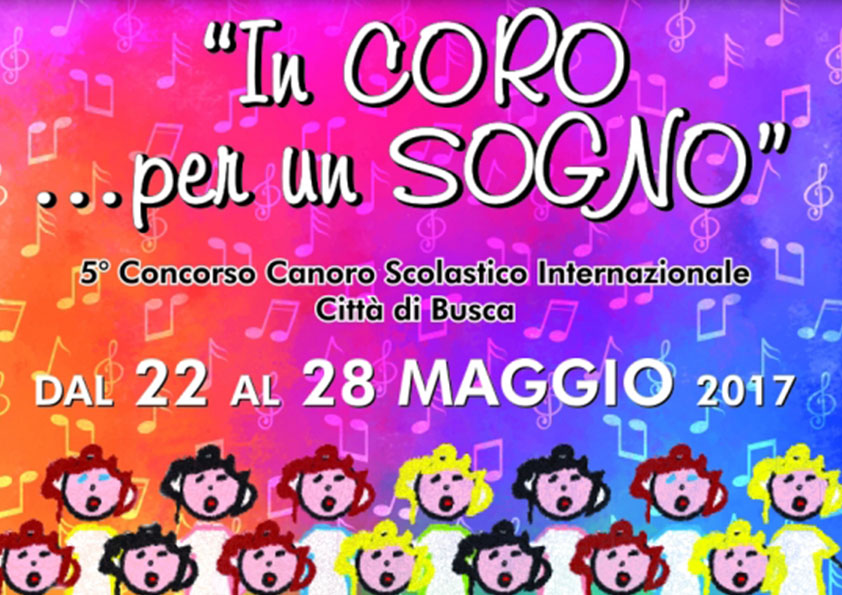 "In CORO
...per un SOGNO"
5° Concorso Canoro Scolastico Internazionale
Città di Busca
DAL 22 AL 28 MAGGIO 2017